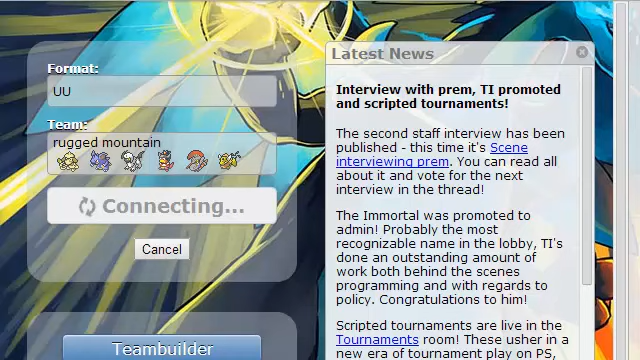 Format:
UU
Team:
rugged mountain
Connecting...
Cancel
Teambuilder
Latest News
Interview with prem, TI promoted
and scripted tournaments!
The second staff interview has been
published - this time it's Scene
interviewing prem. You can read all
about it and vote for the next
interview in the thread!
The Immortal was promoted to
admin! Probably the most
recognizable name in the lobby, TI's
done an outstanding amount of
work both behind the scenes
programming and with regards to
policy. Congratulations to him!
Scripted tournaments are live in the
Tournaments room! These usher in a
new era of tournament play on PS,